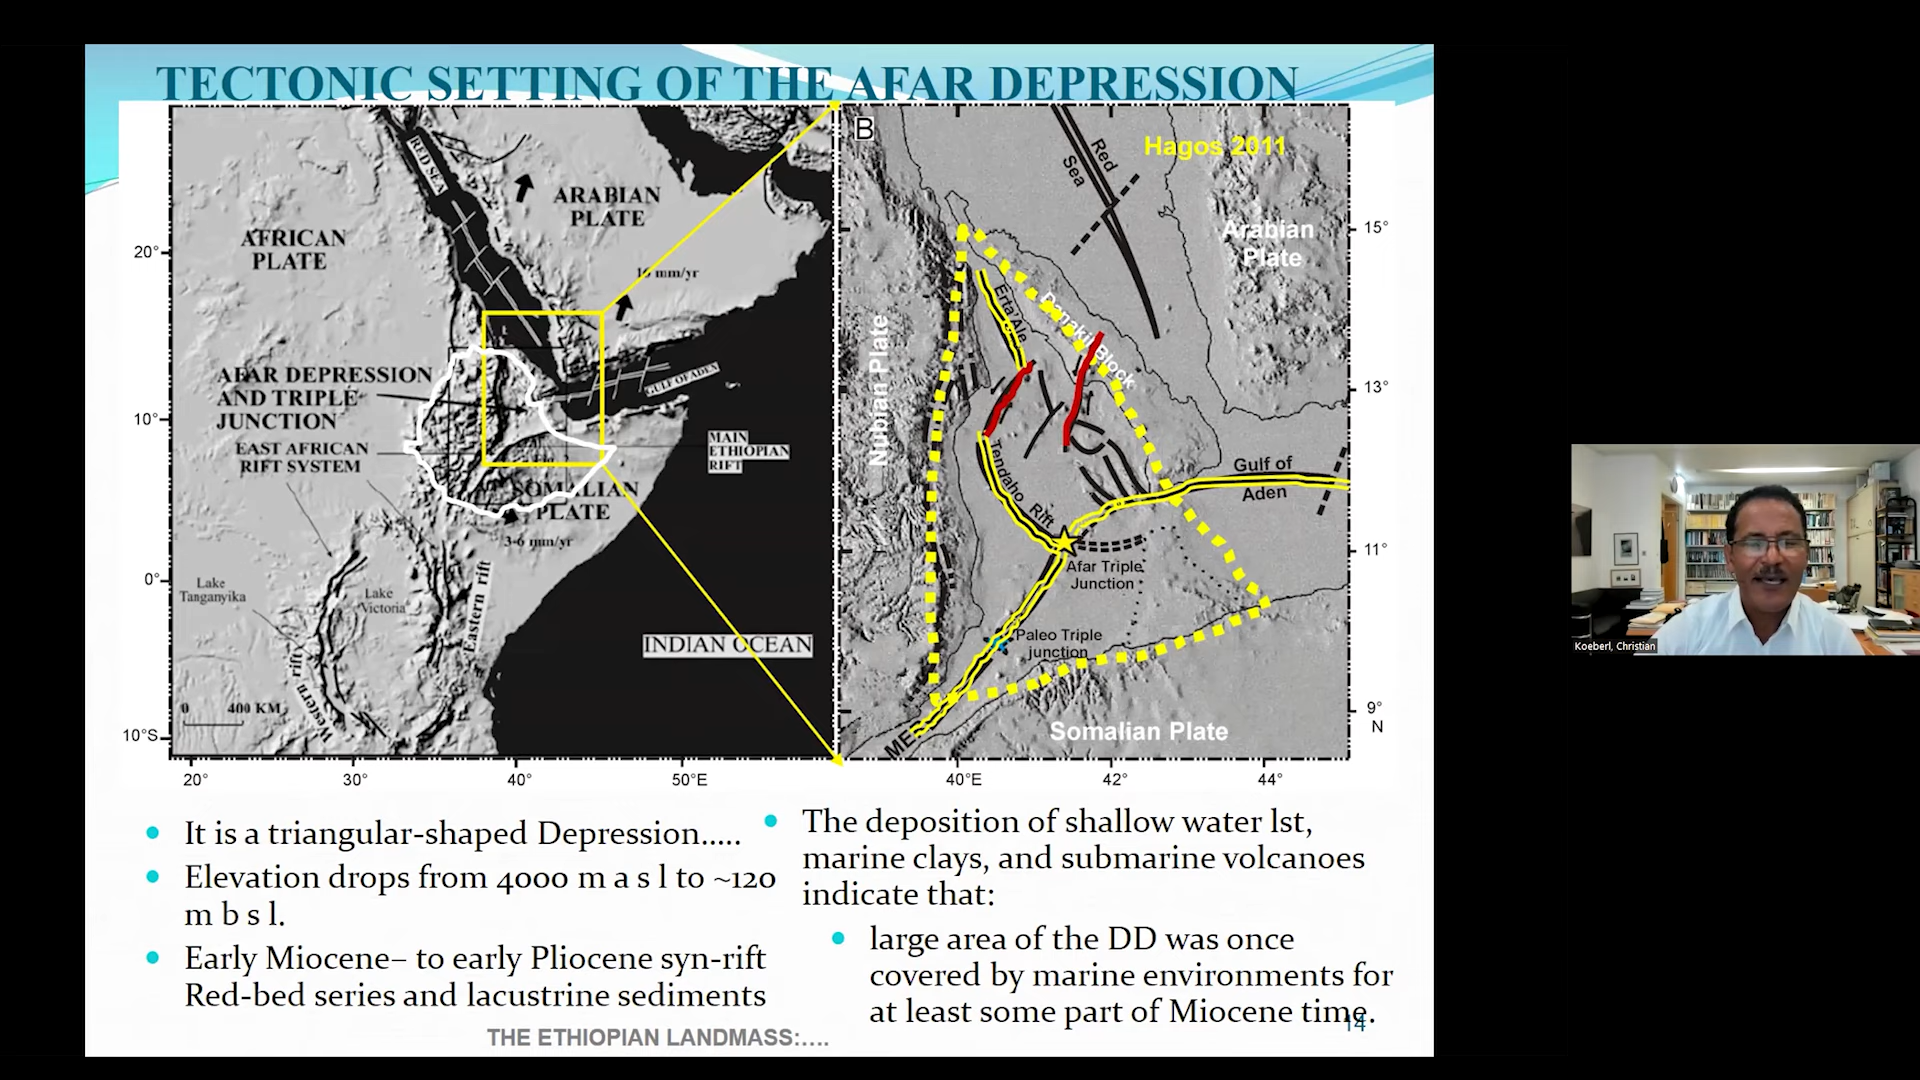 TECTONIC SETTING OF THE AFAR DEPRESSION
RED SEA
ARABIAN
PLATE
AFRICAN
PLATE
20°
16 mm/yr
AFAR DEPRESSION
AND TRIPLE
JUNCTION
GULF OF ADEN
10°
EAST AFRICAN
RIFT SYSTEM
MAIN
ETHIOPIAN
RIFT
SOMALIAN
PLATE
3-6 mm/yr
0°
Lake
Tanganyika
Lake
Victoria
Eastern rift
Western rift
INDIAN OCEAN
0 400 KM
10°S
20° 30° 40° 50°E
B
Hagos 2011
Red
Sea
Arabian
Plate
15°
Erta Ale
Danakil Block
Nubian Plate
13°
Tendaho Rift
Gulf of
Aden
11°
Afar Triple
Junction
Paleo Triple
junction
9°
N
Somalian Plate
40°E 42° 44°
It is a triangular-shaped Depression.....
Elevation drops from 4000 m a s l to ~120
m b s l.
Early Miocene– to early Pliocene syn-rift
Red-bed series and lacustrine sediments
The deposition of shallow water lst,
marine clays, and submarine volcanoes
indicate that:
large area of the DD was once
covered by marine environments for
at least some part of Miocene time.
THE ETHIOPIAN LANDMASS:....
14
Koeberl, Christian